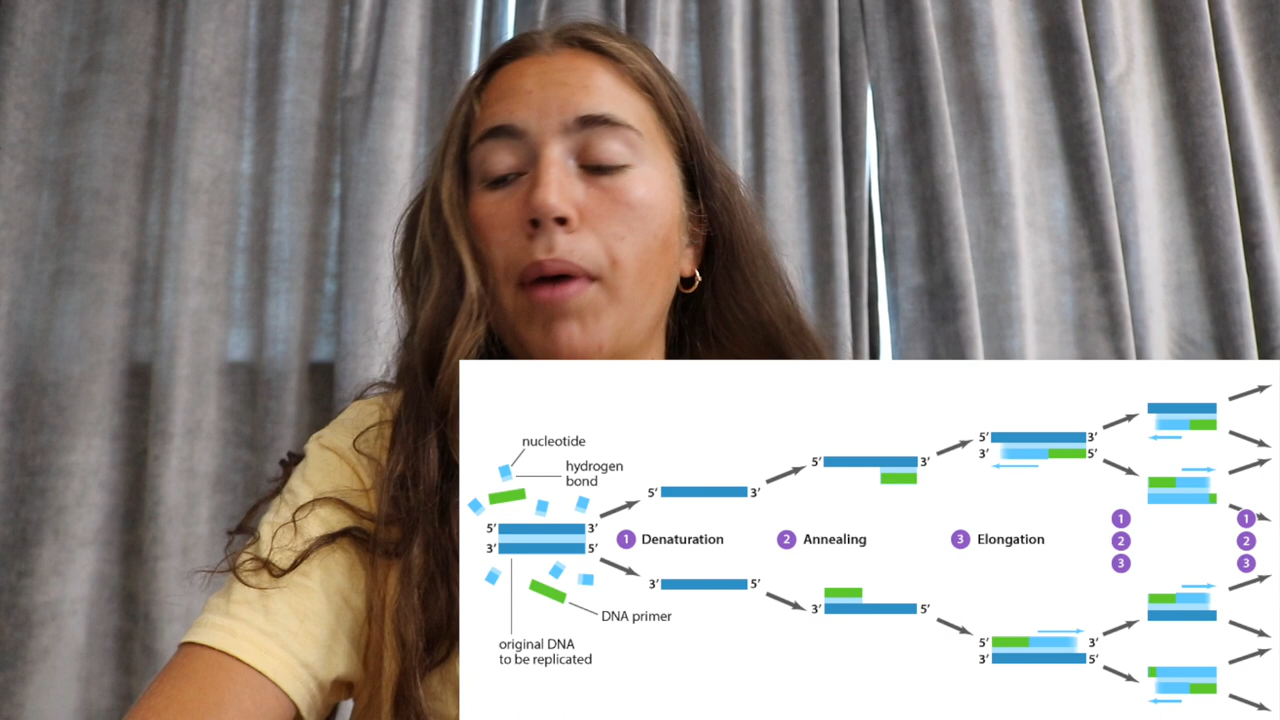 nucleotide
hydrogen
bond
5’ 3’
3’ 5’
DNA primer
original DNA
to be replicated
5’ 3’
1 Denaturation
3’ 5’
5’ 3’
2 Annealing
3’ 5’
5’ 3’
3’ 5’
3 Elongation
5’ 3’
3’ 5’
1
2
3
1
2
3